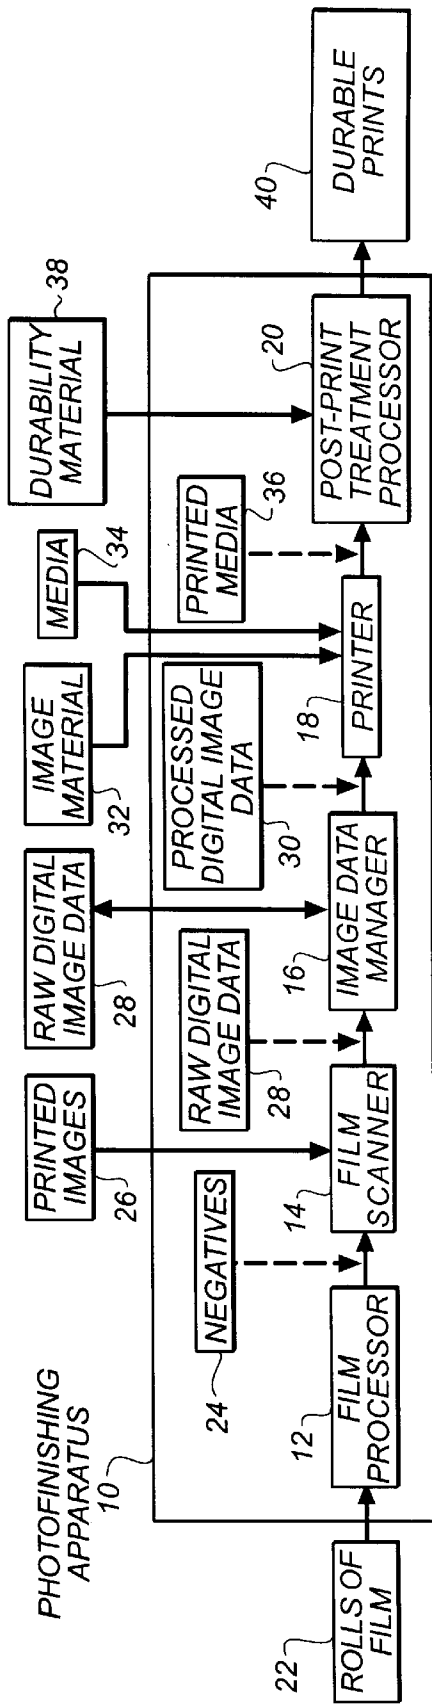 PHOTOFINISHING
APPARATUS
10
PRINTED
IMAGES
26
RAW DIGITAL
IMAGE DATA
28
IMAGE
MATERIAL
32
MEDIA
34
DURABILITY
MATERIAL
38
NEGATIVES
24
RAW DIGITAL
IMAGE DATA
28
PROCESSED
DIGITAL IMAGE
DATA
30
PRINTED
MEDIA
36
22
ROLLS OF
FILM
12
FILM
PROCESSOR
14
FILM
SCANNER
16
IMAGE DATA
MANAGER
18
PRINTER
20
POST-PRINT
TREATMENT
PROCESSOR
40
DURABLE
PRINTS